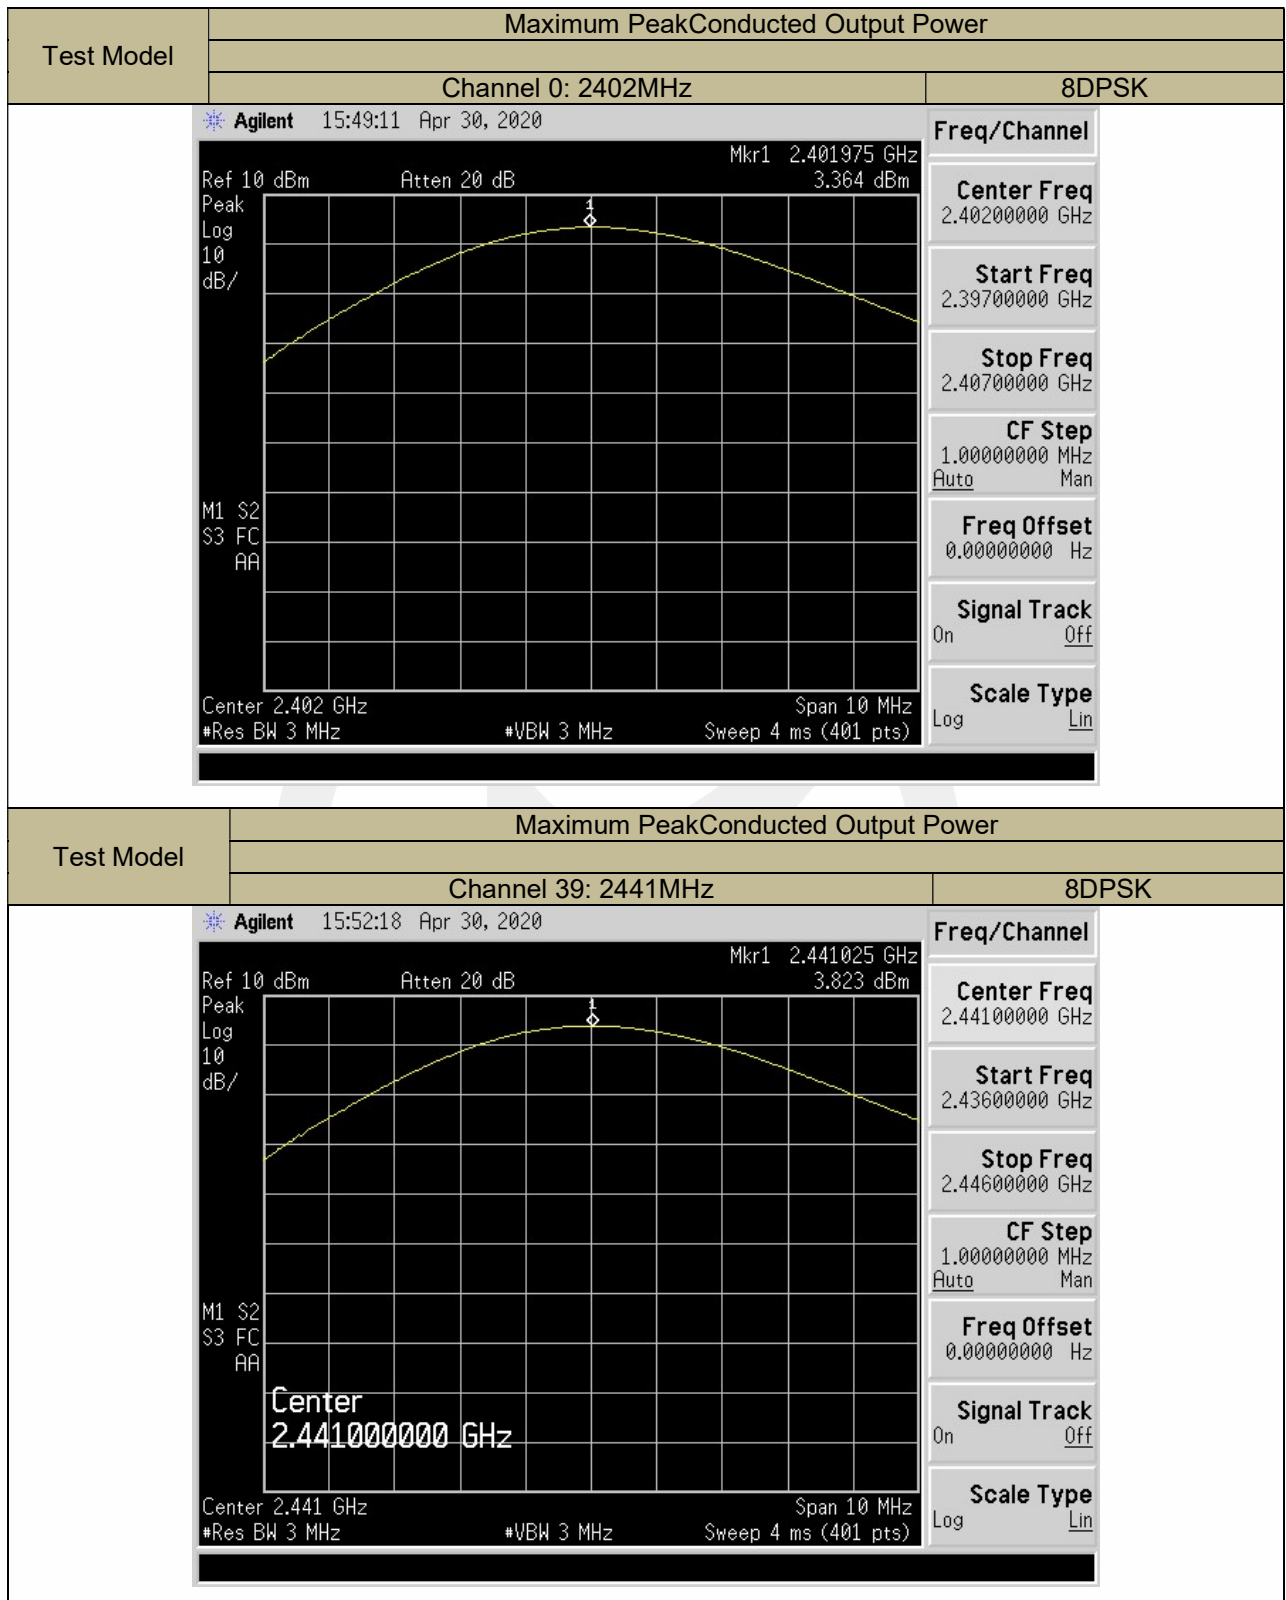 Test Model
Maximum PeakConducted Output Power
Channel 0: 2402MHz 8DPSK
Agilent 15:49:11 Apr 30, 2020
Mkr1 2.401975 GHz
Ref 10 dBm Atten 20 dB 3.364 dBm
Peak
Log
10
dB/
1
M1 S2
S3 FC
AA
Center 2.402 GHz Span 10 MHz
#Res BW 3 MHz #VBW 3 MHz Sweep 4 ms (401 pts)
Freq/Channel
Center Freq
2.40200000 GHz
Start Freq
2.39700000 GHz
Stop Freq
2.40700000 GHz
CF Step
1.00000000 MHz
Auto Man
Freq Offset
0.00000000 Hz
Signal Track
On Off
Scale Type
Log Lin
Test Model
Maximum PeakConducted Output Power
Channel 39: 2441MHz 8DPSK
Agilent 15:52:18 Apr 30, 2020
Mkr1 2.441025 GHz
Ref 10 dBm Atten 20 dB 3.823 dBm
Peak
Log
10
dB/
1
M1 S2
S3 FC
AA
Center
2.441000000 GHz
Center 2.441 GHz Span 10 MHz
#Res BW 3 MHz #VBW 3 MHz Sweep 4 ms (401 pts)
Freq/Channel
Center Freq
2.44100000 GHz
Start Freq
2.43600000 GHz
Stop Freq
2.44600000 GHz
CF Step
1.00000000 MHz
Auto Man
Freq Offset
0.00000000 Hz
Signal Track
On Off
Scale Type
Log Lin